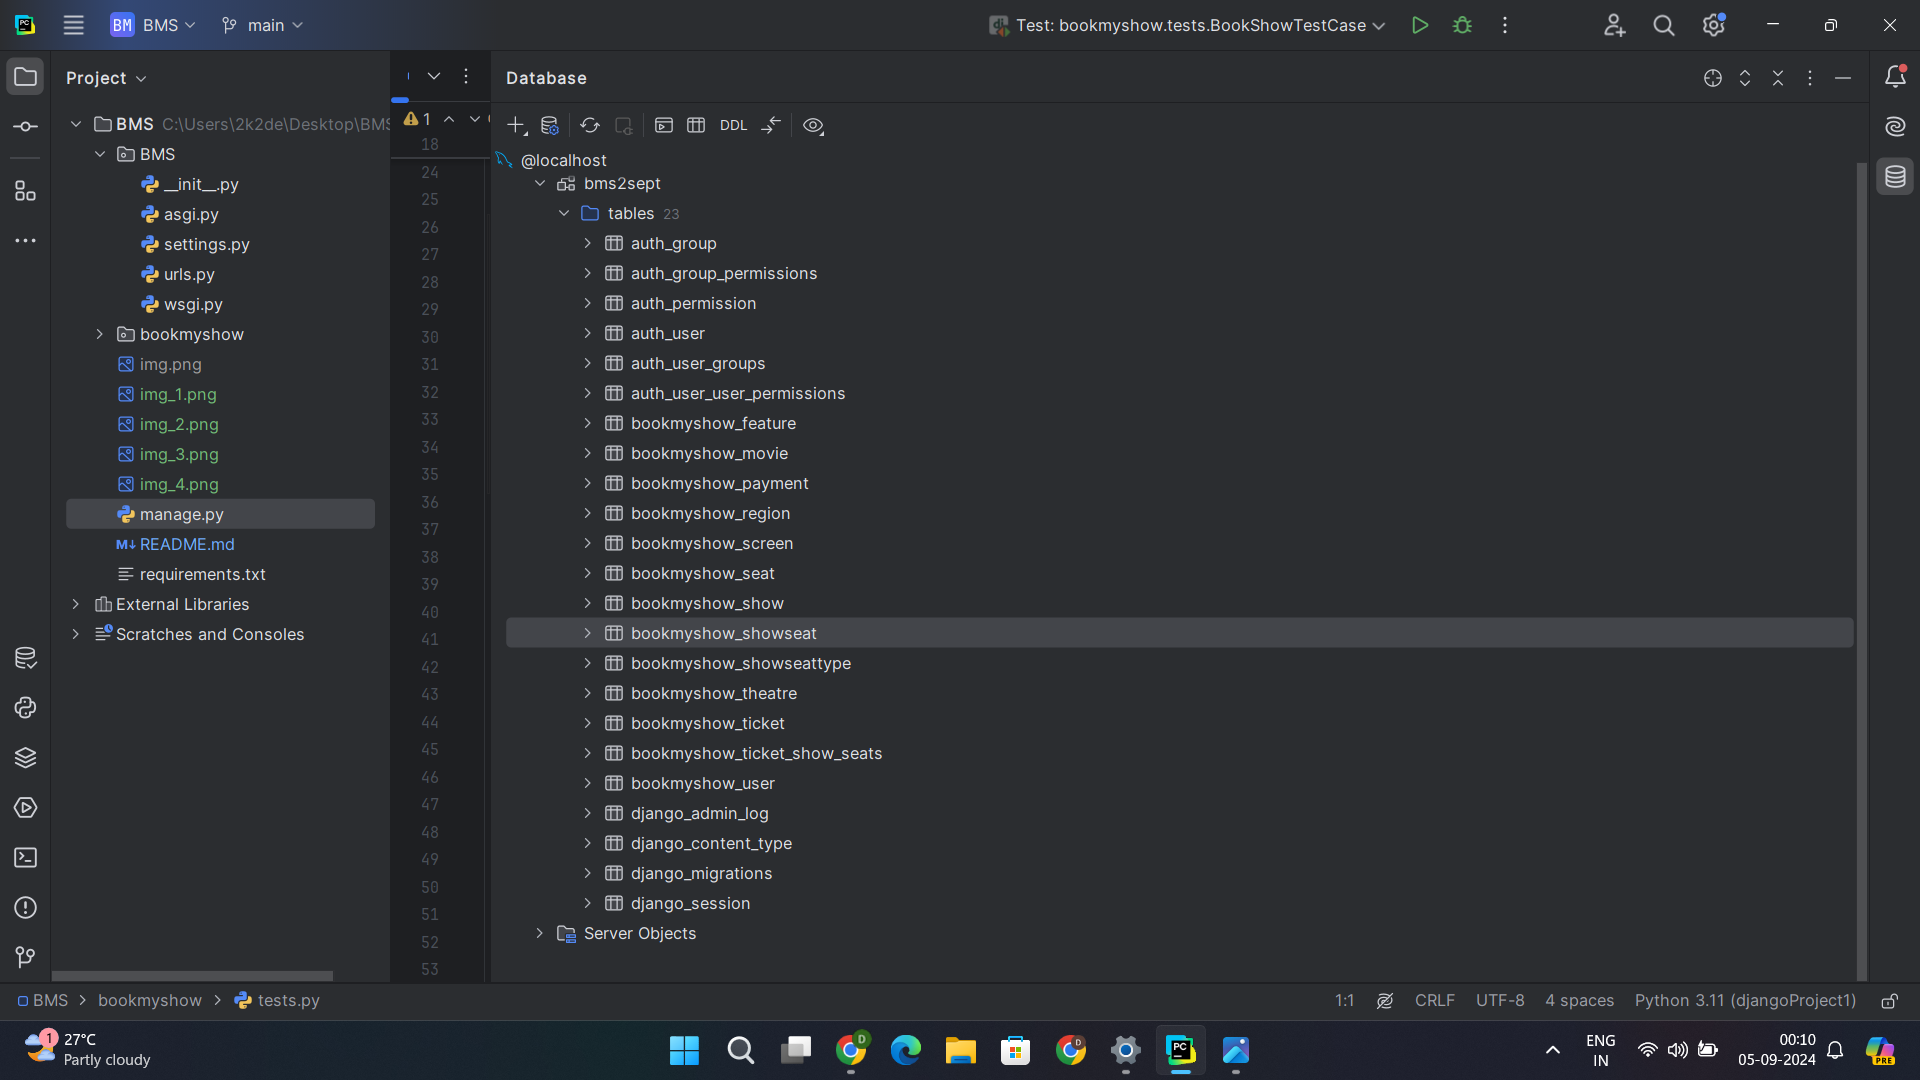 BM BMS main
Test: bookmyshow.tests.BookShowTestCase
Project
BMS C:\Users\2k2de\Desktop\BMS
BMS
__init__.py
asgi.py
settings.py
urls.py
wsgi.py
bookmyshow
img.png
img_1.png
img_2.png
img_3.png
img_4.png
manage.py
M↓ README.md
requirements.txt
External Libraries
Scratches and Consoles
1
18
24
25
26
27
28
29
30
31
32
33
34
35
36
37
38
39
40
41
42
43
44
45
46
47
48
49
50
51
52
53
Database
DDL
@localhost
bms2sept
tables 23
auth_group
auth_group_permissions
auth_permission
auth_user
auth_user_groups
auth_user_user_permissions
bookmyshow_feature
bookmyshow_movie
bookmyshow_payment
bookmyshow_region
bookmyshow_screen
bookmyshow_seat
bookmyshow_show
bookmyshow_showseat
bookmyshow_showseattype
bookmyshow_theatre
bookmyshow_ticket
bookmyshow_ticket_show_seats
bookmyshow_user
django_admin_log
django_content_type
django_migrations
django_session
Server Objects
BMS > bookmyshow > tests.py
1:1 CRLF UTF-8 4 spaces Python 3.11 (djangoProject1)
1
27°C
Partly cloudy
D
D
PC
ENG
IN
00:10
05-09-2024
PRE